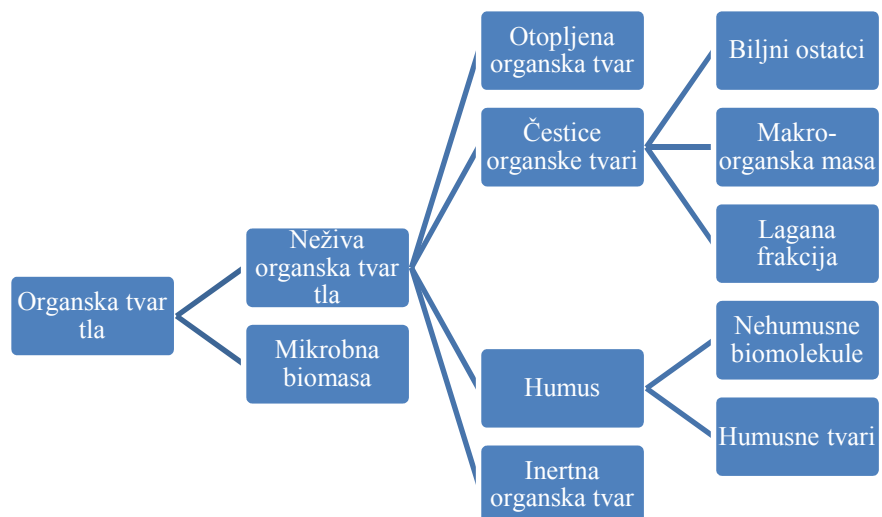 Organska tvar
tla
Neživa
organska tvar
tla
Mikrobna
biomasa
Otopljena
organska tvar
Čestice
organske tvari
Humus
Inertna
organska tvar
Biljni ostatci
Makro-
organska masa
Lagana
frakcija
Nehumusne
biomolekule
Humusne tvari